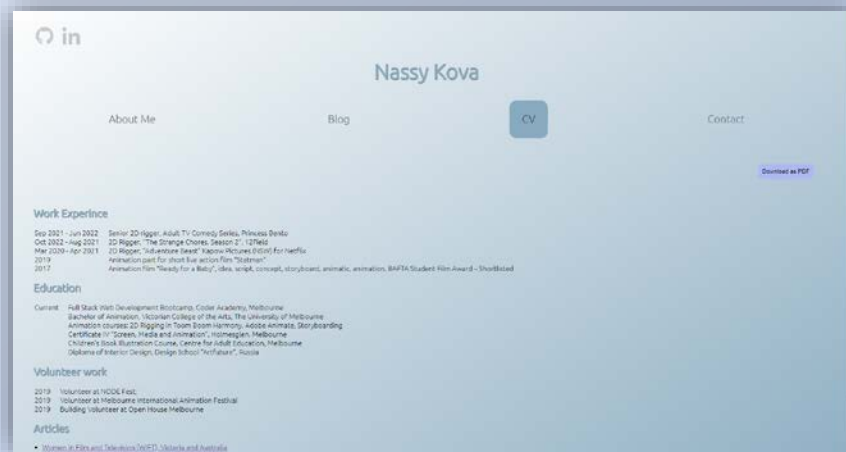 in
Nassy Kova
About Me Blog CV Contact
Download as PDF
Work Experince
Sep 2021 - Jun 2022 Senior 2D rigger, Adult TV Comedy Series, Princess Bento
Oct 2022 - Aug 2021 2D Rigger, "The Strange Chores, Season 2", 12field
Mar 2020 - Apr 2021 2D Rigger, "Adventure Beast" Kapow Pictures (NSW) for Netflix
2019 Animation part for short live action film "Statman"
2017 Animation film "Ready for a Baby", idea, script, concept, storyboard, animatic, animation. BAFTA Student Film Award – Shortlisted
Education
Current Full Stack Web Development Bootcamp, Coder Academy, Melbourne
Bachelor of Animation, Victorian College of the Arts, The University of Melbourne
Animation courses: 2D Rigging in Toom Boom Harmony, Adobe Animate, Storyboarding
Certificate IV "Screen, Media and Animation", Holmesglen, Melbourne
Children's Book Illustration Course, Centre for Adult Education, Melbourne
Diploma of Interior Design, Design School "Artfuture", Russia
Volunteer work
2019 Volunteer at NODE Fest;
2019 Volunteer at Melbourne International Animation Festival
2019 Building Volunteer at Open House Melbourne
Articles
• Women in Film and Television (WIFT), Victoria and Australia